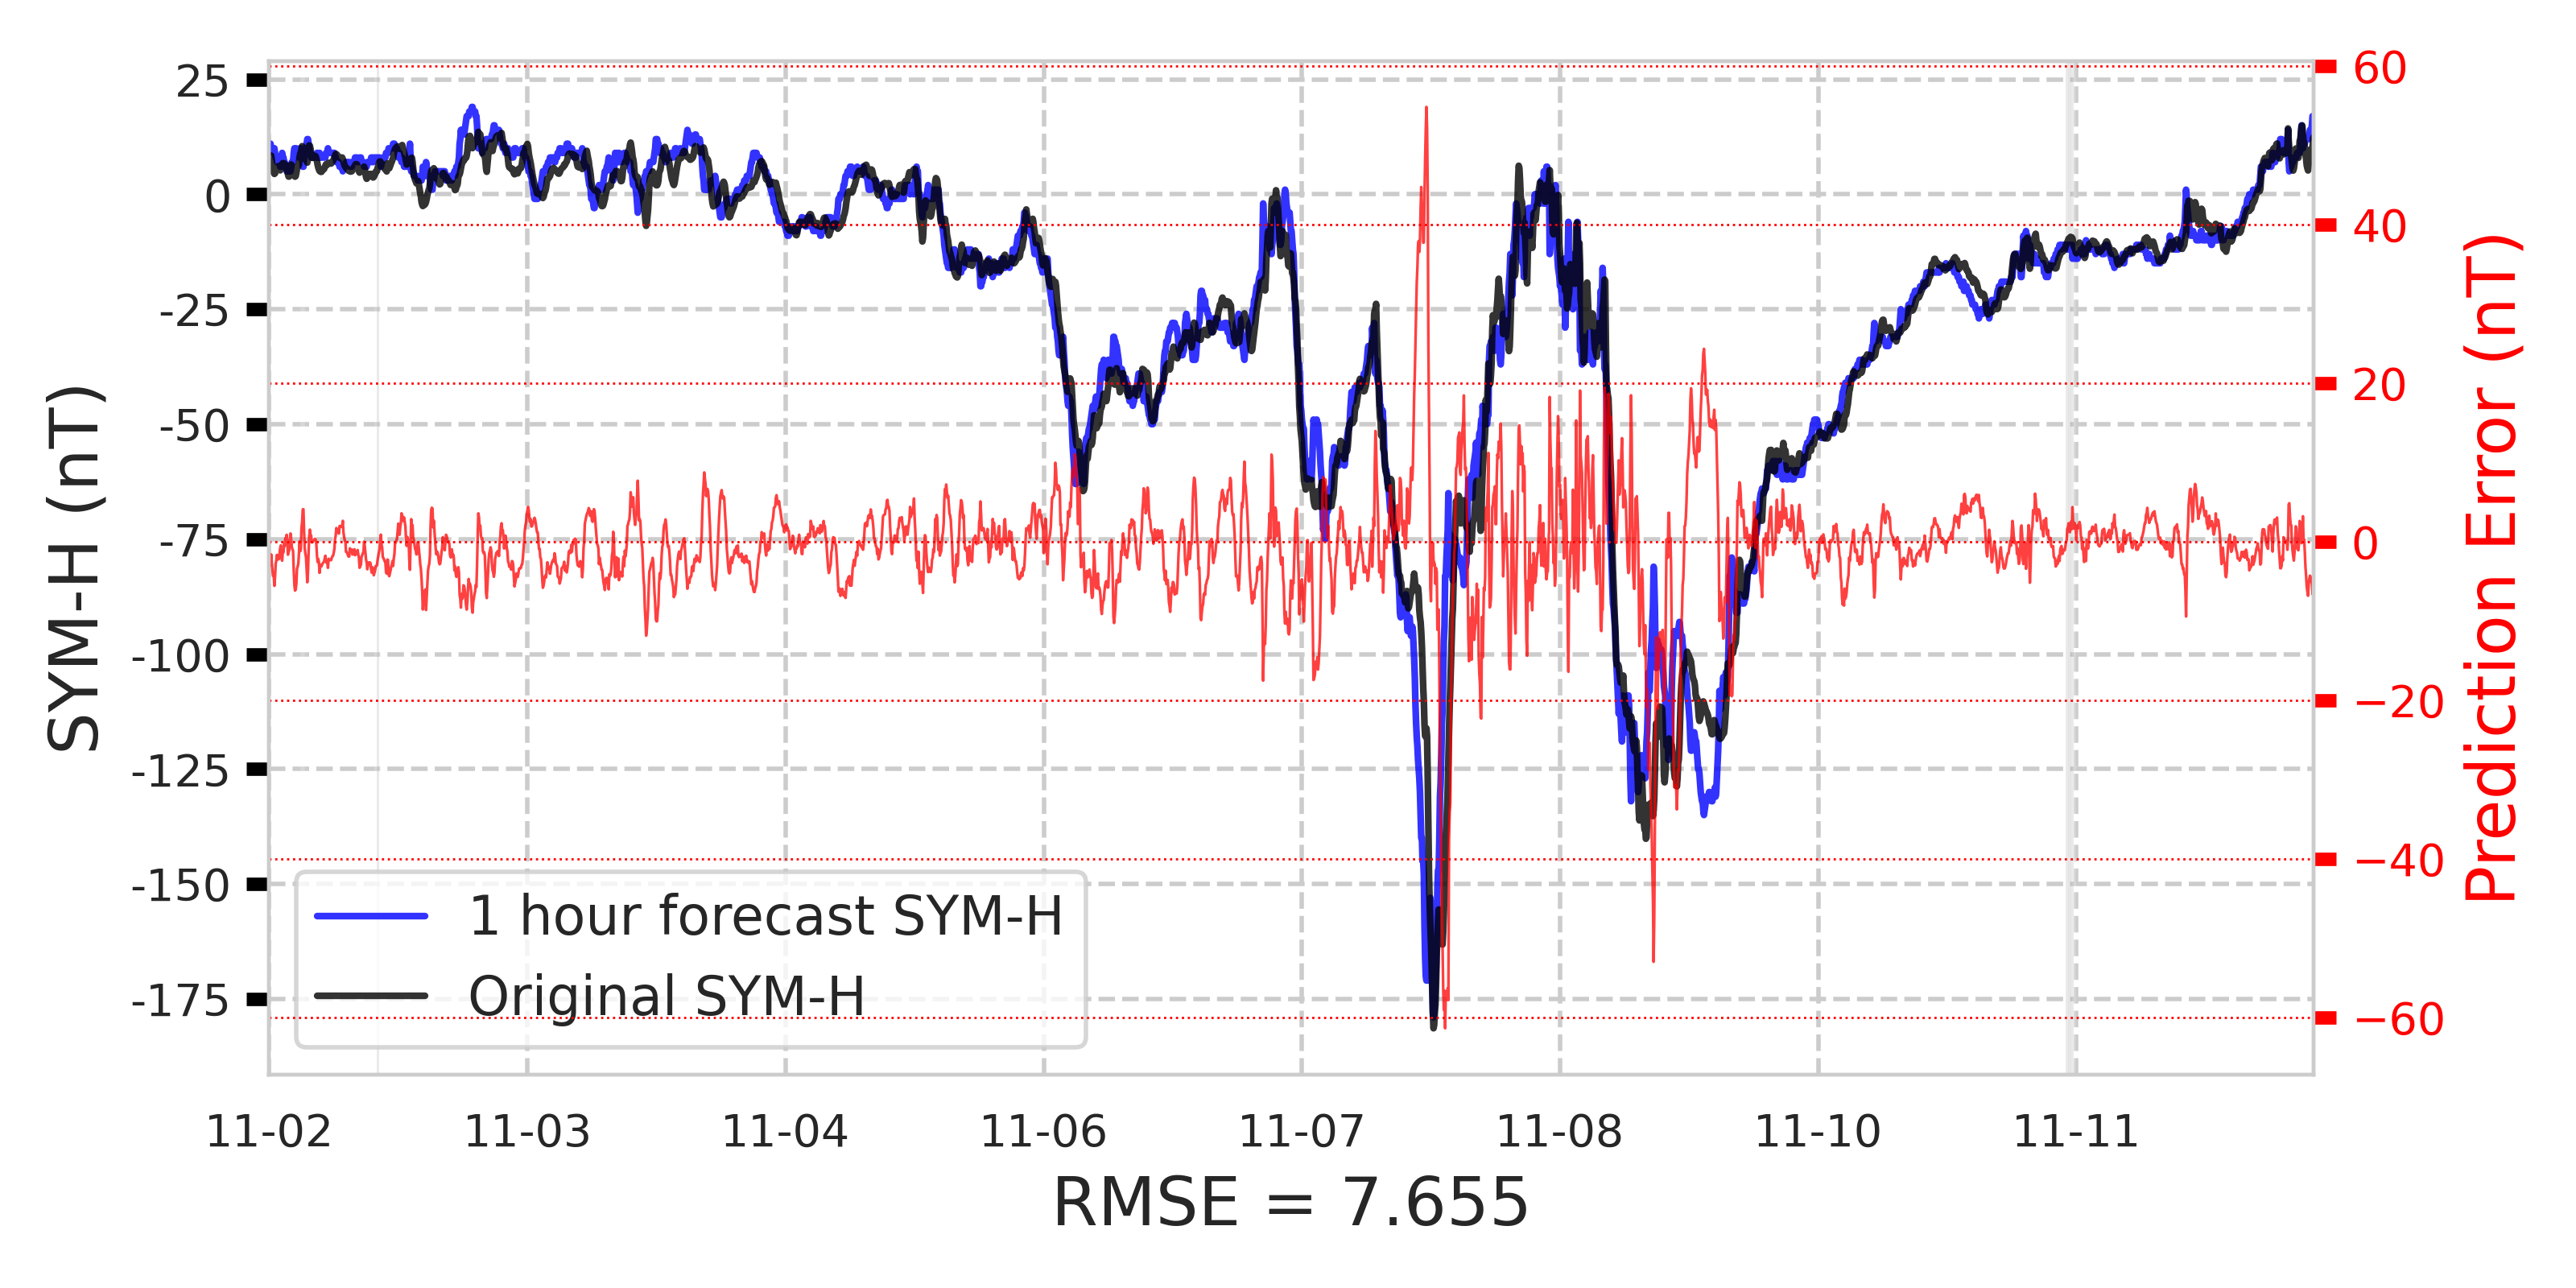 25
0
-25
-50
-75
-100
-125
-150
-175
SYM-H (nT)
60
40
20
0
−20
−40
−60
Prediction Error (nT)
1 hour forecast SYM-H
Original SYM-H
11-02 11-03 11-04 11-06 11-07 11-08 11-10 11-11
RMSE = 7.655